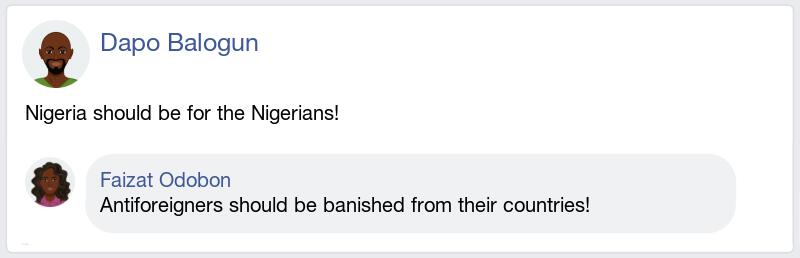 Dapo Balogun
Nigeria should be for the Nigerians!
Faizat Odobon
Antiforeigners should be banished from their countries!